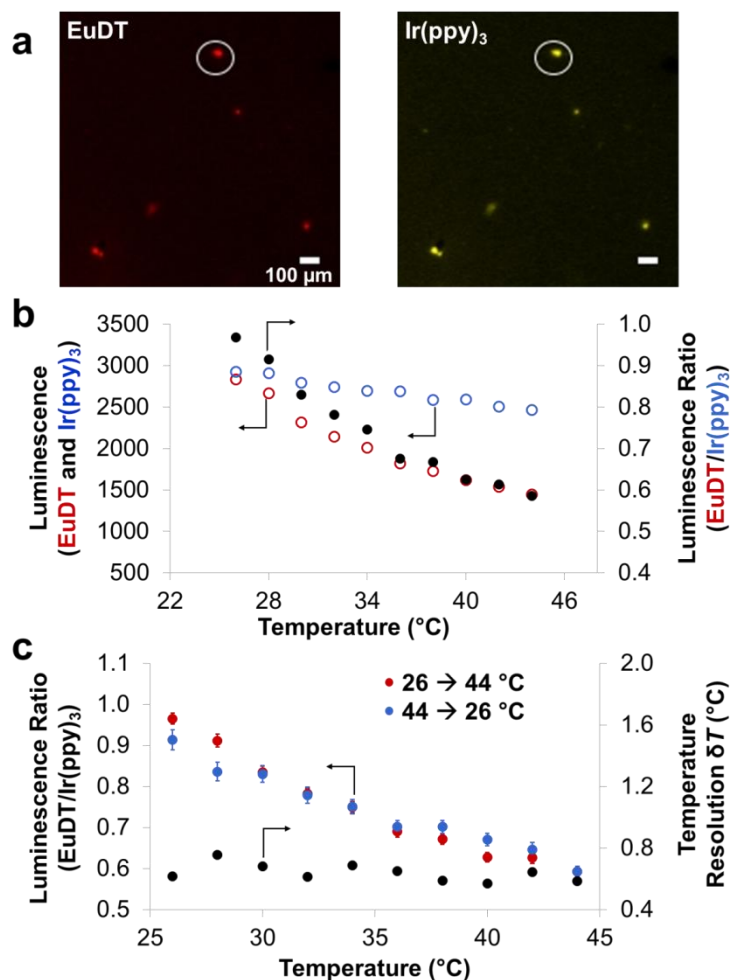 a
EuDT
Ir(ppy)₃
100 µm
b
Luminescence
(EuDT and Ir(ppy)₃)
3500
3000
2500
2000
1500
1000
500
22
28
34
40
46
Temperature (°C)
1.0
0.9
0.8
0.7
0.6
0.5
0.4
Luminescence Ratio
(EuDT/Ir(ppy)₃)
c
Luminescence Ratio
(EuDT/Ir(ppy)₃)
1.1
1.0
0.9
0.8
0.7
0.6
0.5
26 → 44 °C
44 → 26 °C
25
30
35
40
45
Temperature (°C)
2.0
1.6
1.2
0.8
0.4
Temperature
Resolution δT (°C)